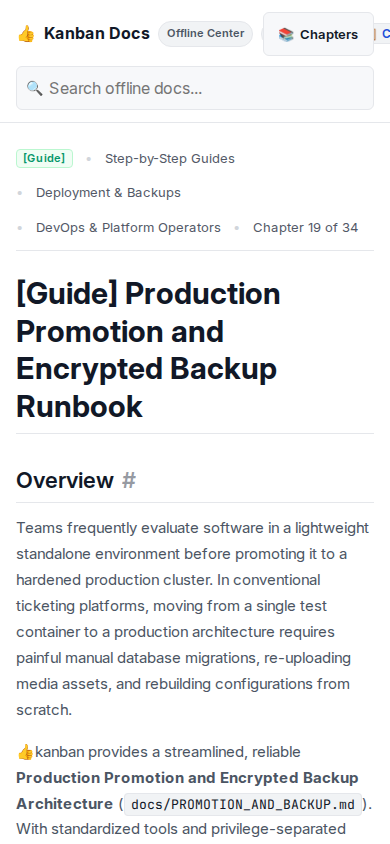 👍 Kanban Docs Offline Center 📚 Chapters
🔍 Search offline docs...
[Guide] • Step-by-Step Guides
• Deployment & Backups
• DevOps & Platform Operators • Chapter 19 of 34
[Guide] Production
Promotion and
Encrypted Backup
Runbook
Overview #
Teams frequently evaluate software in a lightweight
standalone environment before promoting it to a
hardened production cluster. In conventional
ticketing platforms, moving from a single test
container to a production architecture requires
painful manual database migrations, re-uploading
media assets, and rebuilding configurations from
scratch.
👍kanban provides a streamlined, reliable
Production Promotion and Encrypted Backup
Architecture (docs/PROMOTION_AND_BACKUP.md).
With standardized tools and privilege-separated